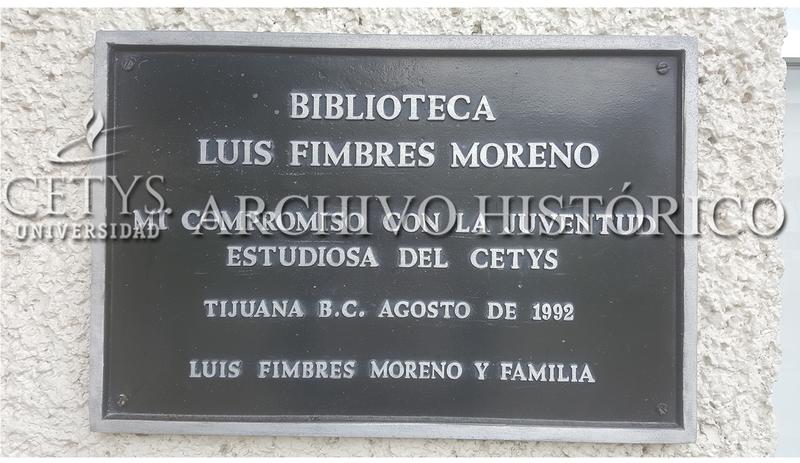 BIBLIOTECA
LUIS FIMBRES MORENO
MI COMPROMISO CON LA JUVENTUD
ESTUDIOSA DEL CETYS
TIJUANA B.C. AGOSTO DE 1992
LUIS FIMBRES MORENO Y FAMILIA
CETYS
UNIVERSIDAD
ARCHIVO HISTÓRICO